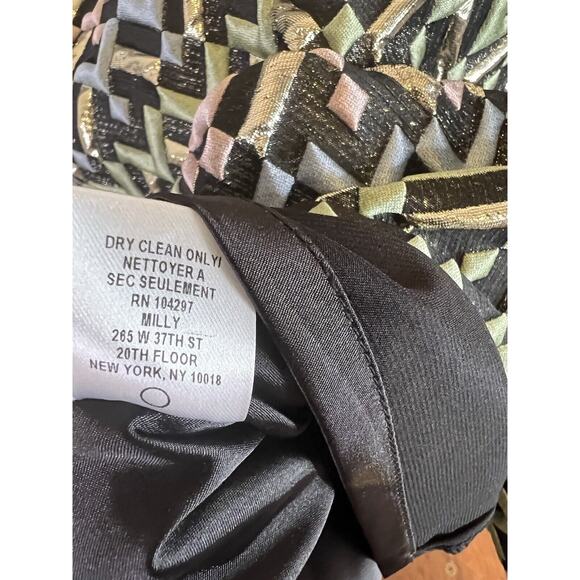 DRY CLEAN ONLY!
NETTOYER A
SEC SEULEMENT
RN 104297
MILLY
265 W 37TH ST
20TH FLOOR
NEW YORK, NY 10018